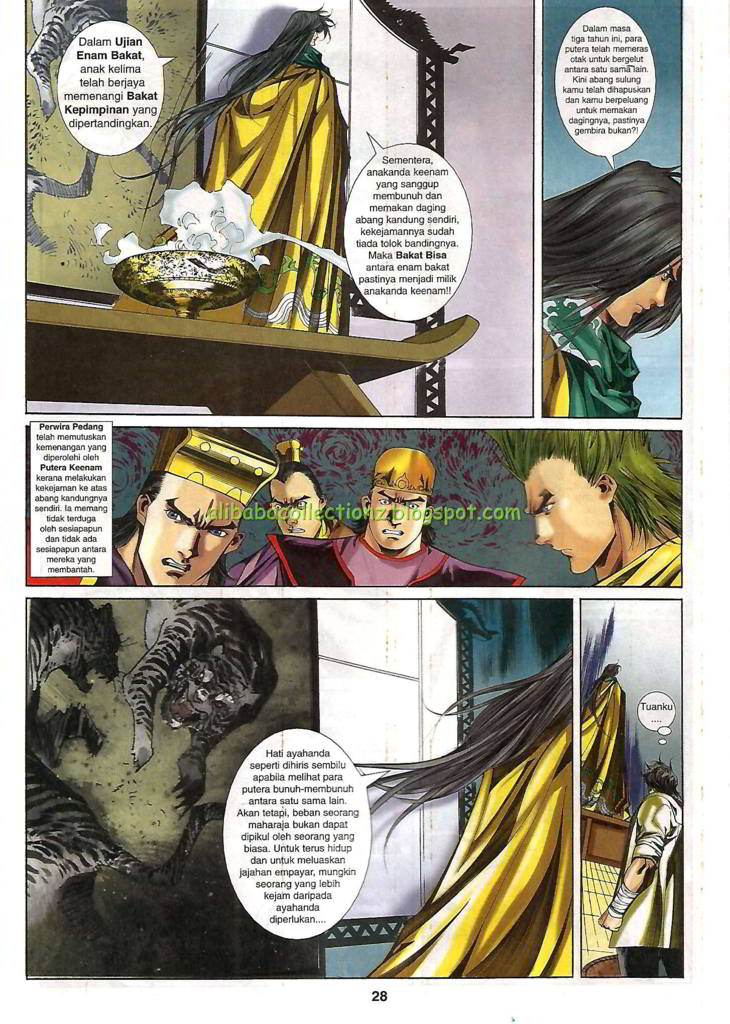 Dalam Ujian
Enam Bakat,
anak kelima
telah berjaya
memenangi Bakat
Kepimpinan yang
dipertandingkan.
Sementera,
anakanda keenam
yang sanggup
membunuh dan
memakan daging
abang kandung sendiri,
kekejamannya sudah
tiada tolok bandingnya.
Maka Bakat Bisa
antara enam bakat
pastinya menjadi milik
anakanda keenam!!
Dalam masa
tiga tahun ini, para
putera telah memeras
otak untuk bergelut
antara satu sama lain.
Kini abang sulung
kamu telah dihapuskan
dan kamu berpeluang
untuk memakan
dagingnya, pastinya
gembira bukan?!
Perwira Pedang
telah memutuskan
kemenangan yang
diperolehi oleh
Putera Keenam
kerana melakukan
kekejaman ke atas
abang kandungnya
sendiri. Ia memang
tidak terduga
oleh sesiapapun
dan tidak ada
sesiapapun antara
mereka yang
membantah.
alibabacollectionz.blogspot.com
Hati ayahanda
seperti dihiris sembilu
apabila melihat para
putera bunuh-membunuh
antara satu sama lain.
Akan tetapi, beban seorang
maharaja bukan dapat
dipikul oleh seorang yang
biasa. Untuk terus hidup
dan untuk meluaskan
jajahan empayar, mungkin
seorang yang lebih
kejam daripada
ayahanda
diperlukan....
Tuanku
....
28